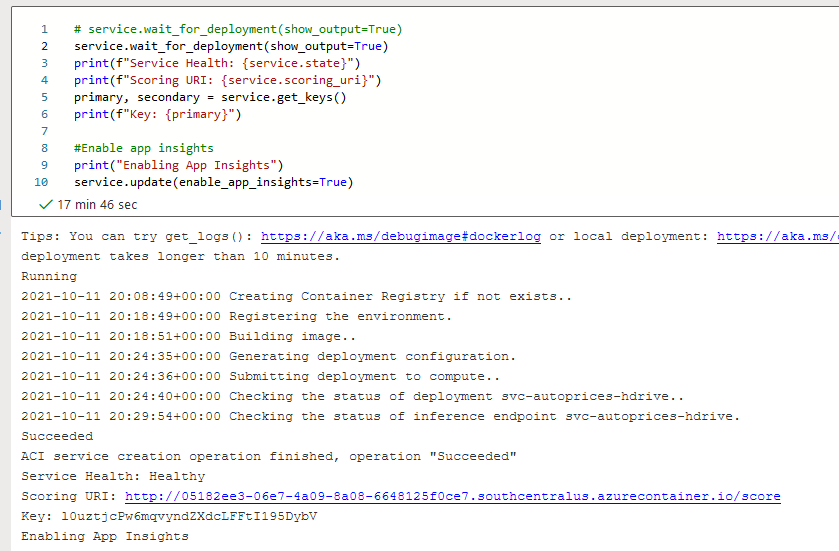 1 # service.wait_for_deployment(show_output=True)
2 service.wait_for_deployment(show_output=True)
3 print(f"Service Health: {service.state}")
4 print(f"Scoring URI: {service.scoring_uri}")
5 primary, secondary = service.get_keys()
6 print(f"Key: {primary}")
7
8 #Enable app insights
9 print("Enabling App Insights")
10 service.update(enable_app_insights=True)
17 min 46 sec
Tips: You can try get_logs(): https://aka.ms/debugimage#dockerlog or local deployment: https://aka.ms/
deployment takes longer than 10 minutes.
Running
2021-10-11 20:08:49+00:00 Creating Container Registry if not exists..
2021-10-11 20:18:49+00:00 Registering the environment.
2021-10-11 20:18:51+00:00 Building image..
2021-10-11 20:24:35+00:00 Generating deployment configuration.
2021-10-11 20:24:36+00:00 Submitting deployment to compute..
2021-10-11 20:24:40+00:00 Checking the status of deployment svc-autoprices-hdrive..
2021-10-11 20:29:54+00:00 Checking the status of inference endpoint svc-autoprices-hdrive.
Succeeded
ACI service creation operation finished, operation "Succeeded"
Service Health: Healthy
Scoring URI: http://05182ee3-06e7-4a09-8a08-6648125f0ce7.southcentralus.azurecontainer.io/score
Key: l0uztjcPw6mqvyndZXdcLFFtI195DybV
Enabling App Insights